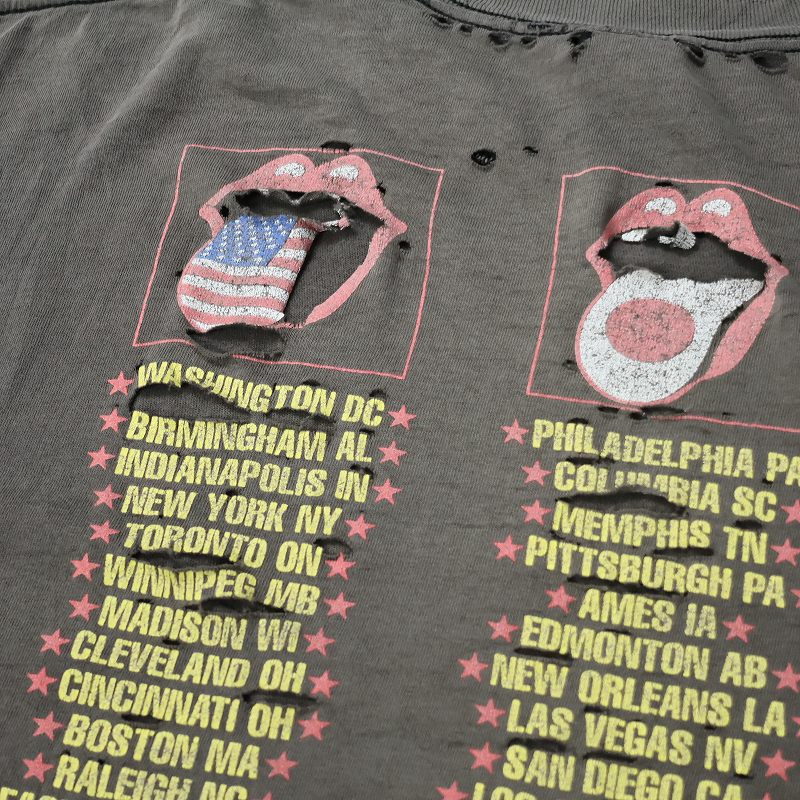 WASHINGTON DC
BIRMINGHAM AL
INDIANAPOLIS IN
NEW YORK NY
TORONTO ON
WINNIPEG MB
MADISON WI
CLEVELAND OH
CINCINNATI OH
BOSTON MA
RALEIGH NC
PHILADELPHIA PA
COLUMBIA SC
MEMPHIS TN
PITTSBURGH PA
AMES IA
EDMONTON AB
NEW ORLEANS LA
LAS VEGAS NV
SAN DIEGO CA